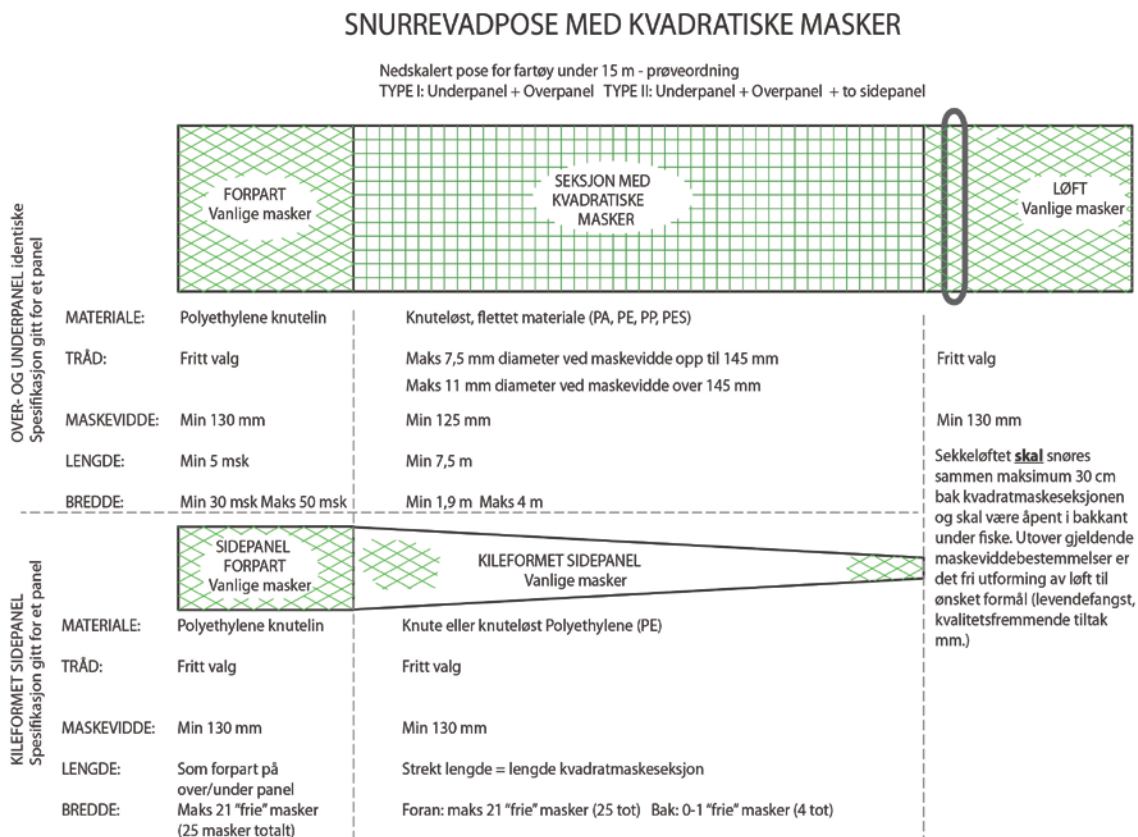 SNURREVADPOSE MED KVADRATISKE MASKER
Nedskalert pose for fartøy under 15 m - prøveordning
TYPE I: Underpanel + Overpanel TYPE II: Underpanel + Overpanel + to sidepanel
FORPART
Vanlige masker
SEKSJON MED
KVADRATISKE
MASKER
LØFT
Vanlige masker
OVER- OG UNDERPANEL identiske
Spesifikasjon gitt for et panel
MATERIALE: Polyethylene knutelin Knuteløst, flettet materiale (PA, PE, PP, PES)
TRÅD: Fritt valg Maks 7,5 mm diameter ved maskevidde opp til 145 mm Fritt valg
Maks 11 mm diameter ved maskevidde over 145 mm
MASKEVIDDE: Min 130 mm Min 125 mm Min 130 mm
LENGDE: Min 5 msk Min 7,5 m
BREDDE: Min 30 msk Maks 50 msk Min 1,9 m Maks 4 m
Sekkeløftet skal snøres
sammen maksimum 30 cm
bak kvadratmaskeseksjonen
og skal være åpent i bakkant
under fiske. Utover gjeldende
maskeviddebestemmelser er
det fri utforming av løft til
ønsket formål (levendefangst,
kvalitetsfremmende tiltak
mm.)
SIDEPANEL
FORPART
Vanlige masker
KILEFORMET SIDEPANEL
Vanlige masker
KILEFORMET SIDEPANEL
Spesifikasjon gitt for et panel
MATERIALE: Polyethylene knutelin Knute eller knuteløst Polyethylene (PE)
TRÅD: Fritt valg Fritt valg
MASKEVIDDE: Min 130 mm Min 130 mm
LENGDE: Som forpart på Strekt lengde = lengde kvadratmaskeseksjon
over/under panel
BREDDE: Maks 21 "frie" masker Foran: maks 21 "frie" masker (25 tot) Bak: 0-1 "frie" masker (4 tot)
(25 masker totalt)